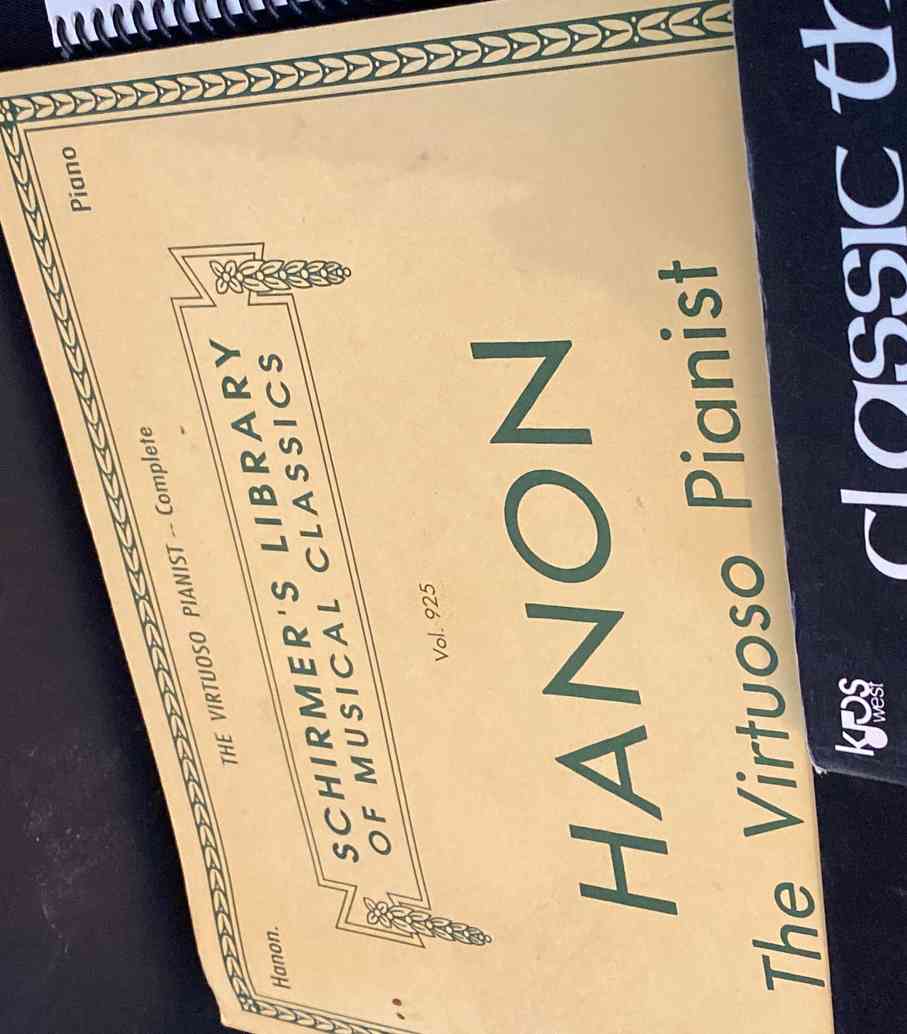 Hanon.
Piano
THE VIRTUOSO PIANIST -- Complete
SCHIRMER'S LIBRARY
OF MUSICAL CLASSICS
Vol. 925
HANON
The Virtuoso Pianist
kjos
west
classic